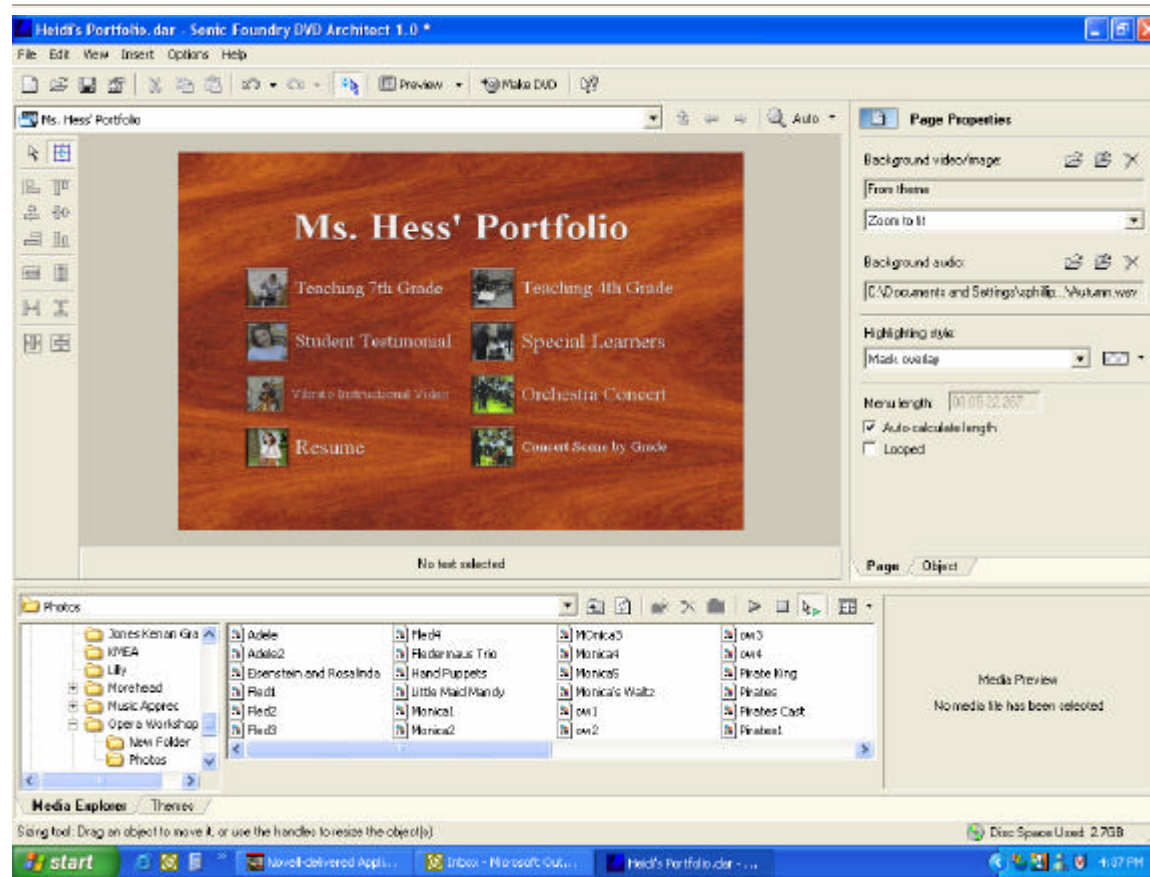 Heidi's Portfolio.dar - Sonic Foundry DVD Architect 1.0 *
File Edit View Insert Options Help
Preview Make DVD
Ms. Hess' Portfolio
Auto
Page Properties
Background video/image:
From theme
Zoom to fit
Background audio:
C:\Documents and Settings\sphillip...\Autumn.wav
Highlighting style:
Mask overlay
Menu length:
Auto-calculate length
Looped
Page Object
Ms. Hess' Portfolio
Teaching 7th Grade Teaching 4th Grade
Student Testimonial Special Learners
Vibrato Instructional Video Orchestra Concert
Resume Concert Scene by Grade
No text selected
Photos
Jones Kenan Gra
KMEA
Lilly
Morehead
Music Apprec
Opera Workshop
New Folder
Photos
Adele Fled4 MOnica3 ow3
Adele2 Fledermaus Trio Monica4 ow4
Eisenstein and Rosalinda Hand Puppets Monica5 Pirate King
Fled1 Little Maid Mandy Monica's Waltz Pirates
Fled2 Monica1 ow1 Pirates Cast
Fled3 Monica2 ow2 Pirates1
Media Preview
No media file has been selected
Media Explorer Themes
Sizing tool: Drag an object to move it, or use the handles to resize the object(s)
Disc Space Used: 2.7GB
start Novell-delivered Appli... Inbox - Microsoft Out... Heidi's Portfolio.dar - ... 4:37 PM